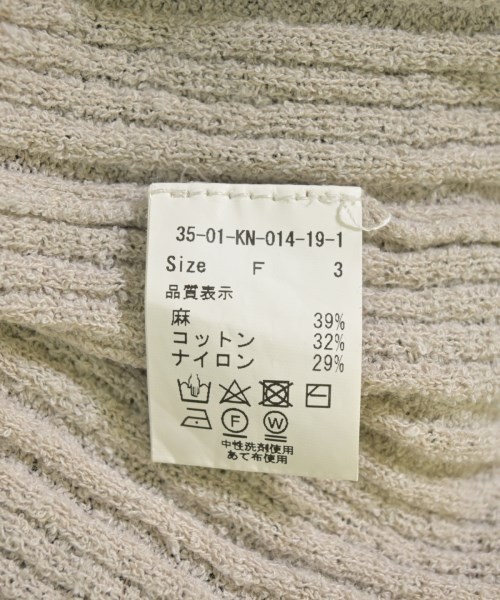 35-01-KN-014-19-1
Size F 3
品質表示
麻 39%
コットン 32%
ナイロン 29%
F W
中性洗剤使用
あて布使用